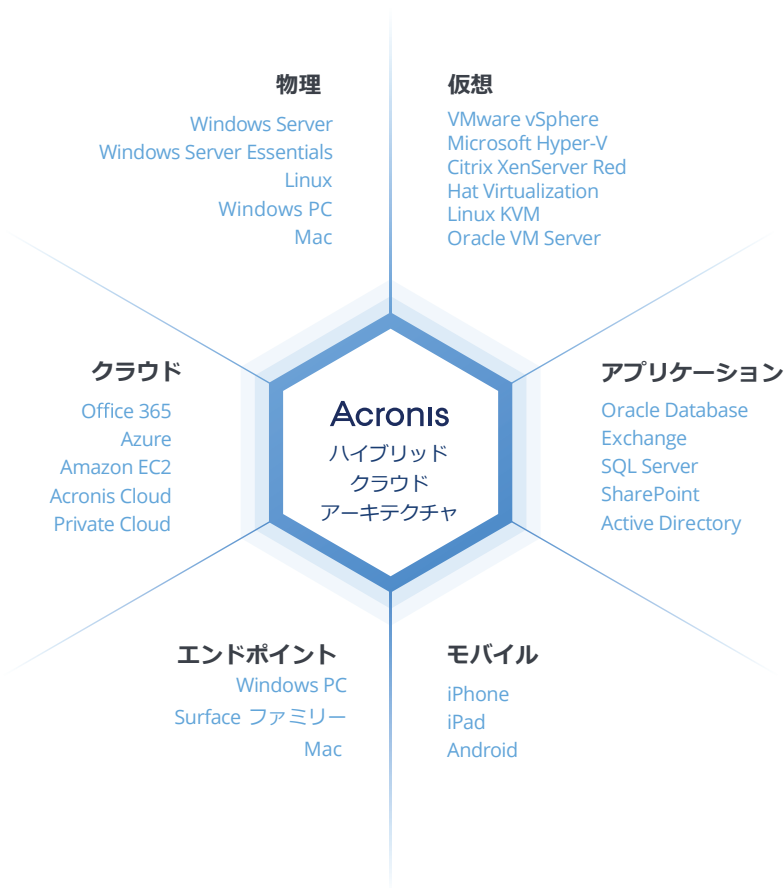 物理
Windows Server
Windows Server Essentials
Linux
Windows PC
Mac
仮想
VMware vSphere
Microsoft Hyper-V
Citrix XenServer Red
Hat Virtualization
Linux KVM
Oracle VM Server
クラウド
Office 365
Azure
Amazon EC2
Acronis Cloud
Private Cloud
Acronis
ハイブリッド
クラウド
アーキテクチャ
アプリケーション
Oracle Database
Exchange
SQL Server
SharePoint
Active Directory
エンドポイント
Windows PC
Surface ファミリー
Mac
モバイル
iPhone
iPad
Android